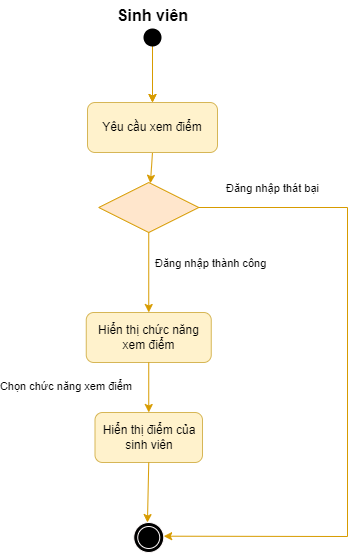 Sinh viên
Yêu cầu xem điểm
Đăng nhập thát bại
Đăng nhập thành công
Hiển thị chức năng
xem điểm
Chọn chức năng xem điểm
Hiển thị điểm của
sinh viên